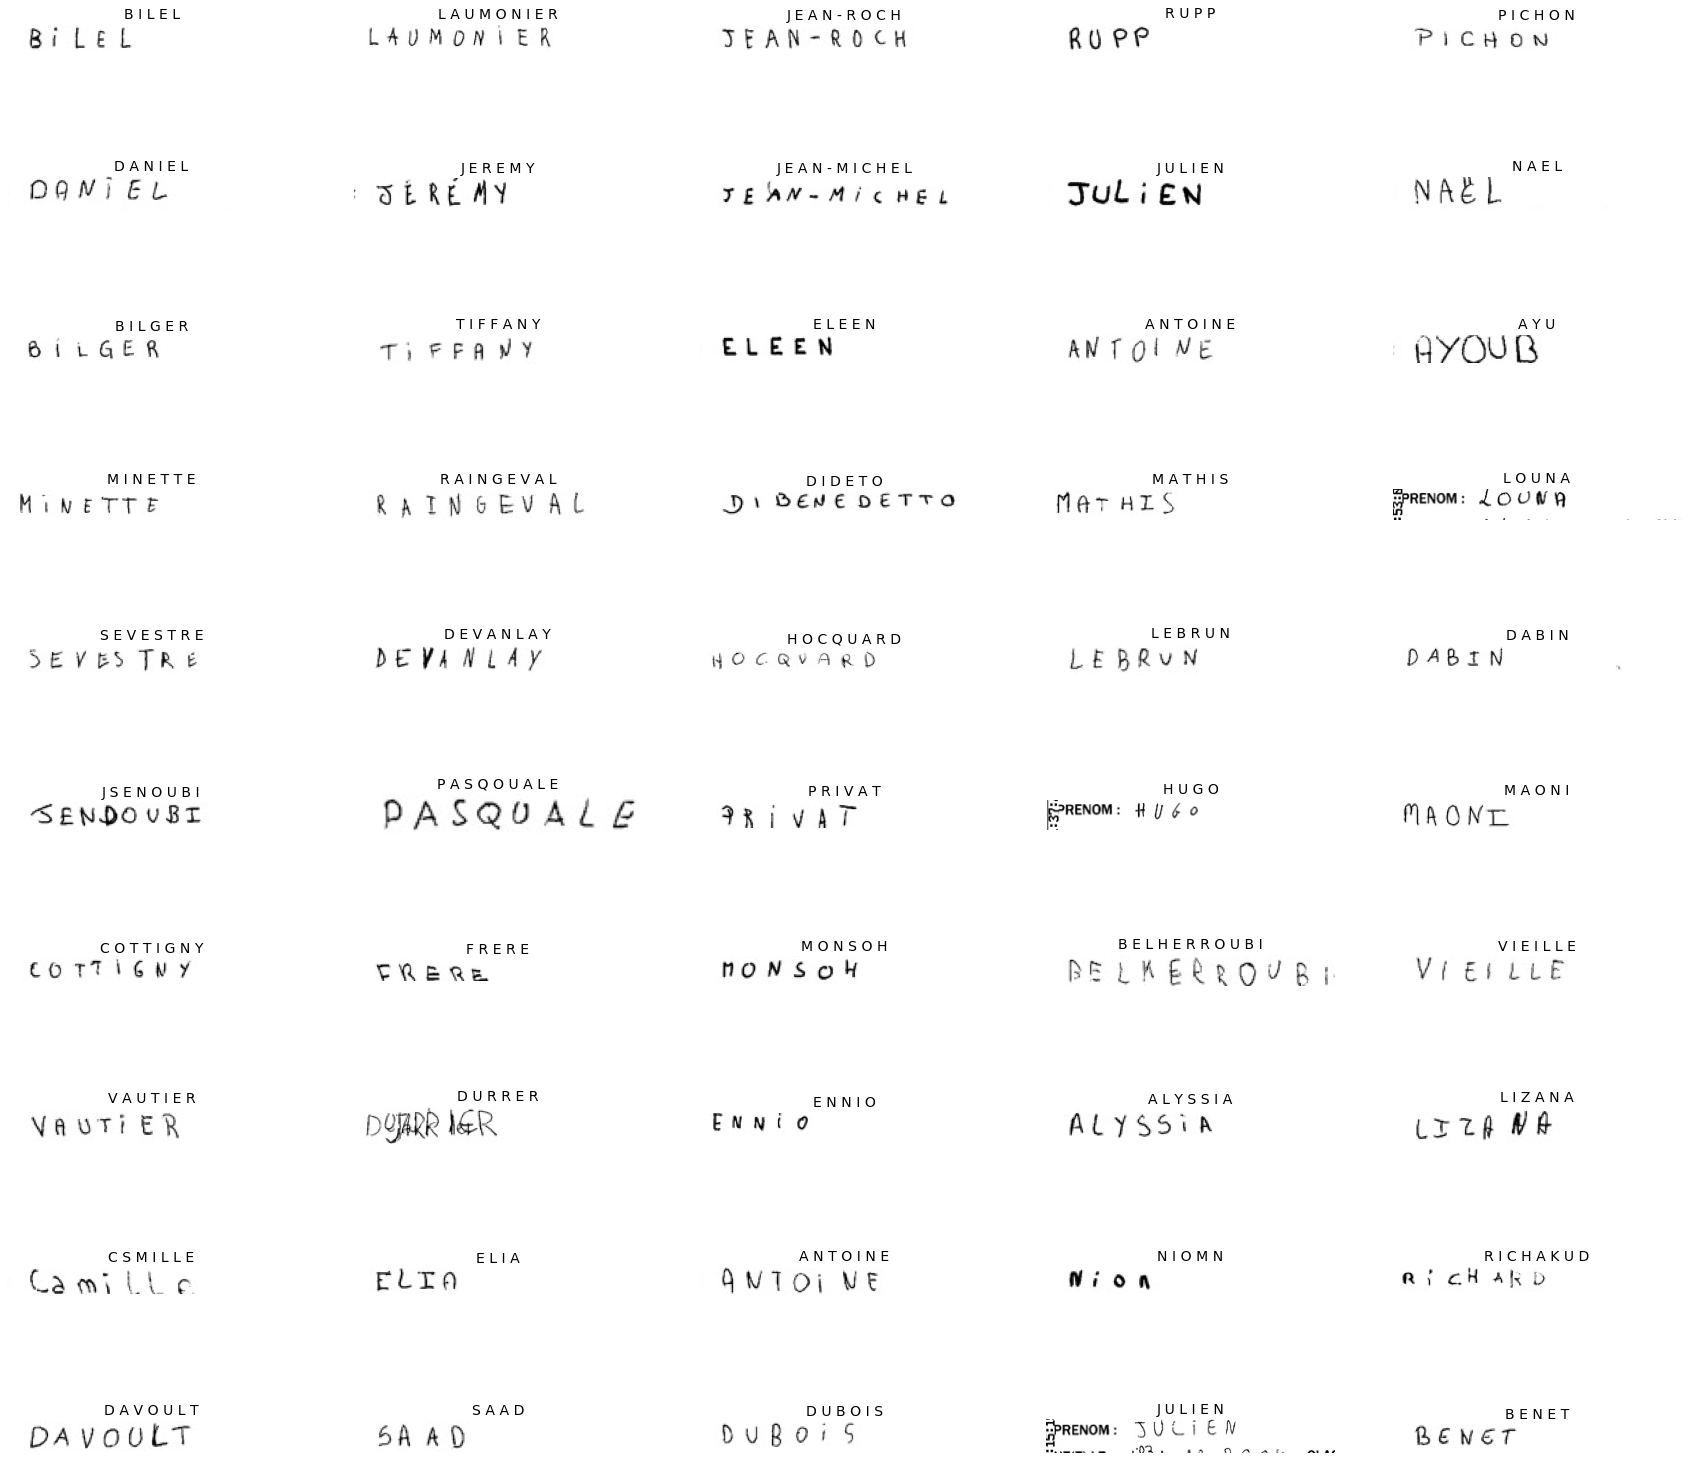 BILEL LAUMONIER JEAN-ROCH RUPP PICHON
BiLEL LAUMONiER JEAN-ROCH RUPP PICHON
DANIEL JEREMY JEAN-MICHEL JULIEN NAEL
DANiEL JÉRÉMY JEAN-MiCHEL JULiEN NAËL
BILGER TIFFANY ELEEN ANTOINE AYU
BiLGER TiFFANY ELEEN ANTOINE AYOUB
MINETTE RAINGEVAL DIDETO MATHIS LOUNA
MiNETTE RAINGEVAL DIBENEDETTO MATHIS PRENOM : LOUNA
SEVESTRE DEVANLAY HOCQUARD LEBRUN DABIN
SEVESTRE DEVANLAY HOCQUARD LEBRUN DABIN
JSENOUBI PASQOUALE PRIVAT HUGO MAONI
JENDOUBI PASQUALE PRiVAT PRENOM : HUGO MAONI
COTTIGNY FRERE MONSOH BELHERROUBI VIEILLE
COTTIGNY FRERE MONSOH BELKERROUBI VIEILLE
VAUTIER DURRER ENNIO ALYSSIA LIZANA
VAUTiER ENNiO ALYSSiA LIZANA
CSMILLE ELIA ANTOINE NIOMN RICHAKUD
Camille ELIA ANTOiNE Nion RiCHARD
DAVOULT SAAD DUBOIS JULIEN BENET
DAVOULT SAAD DUBOiS PRENOM : JULiEN BENET